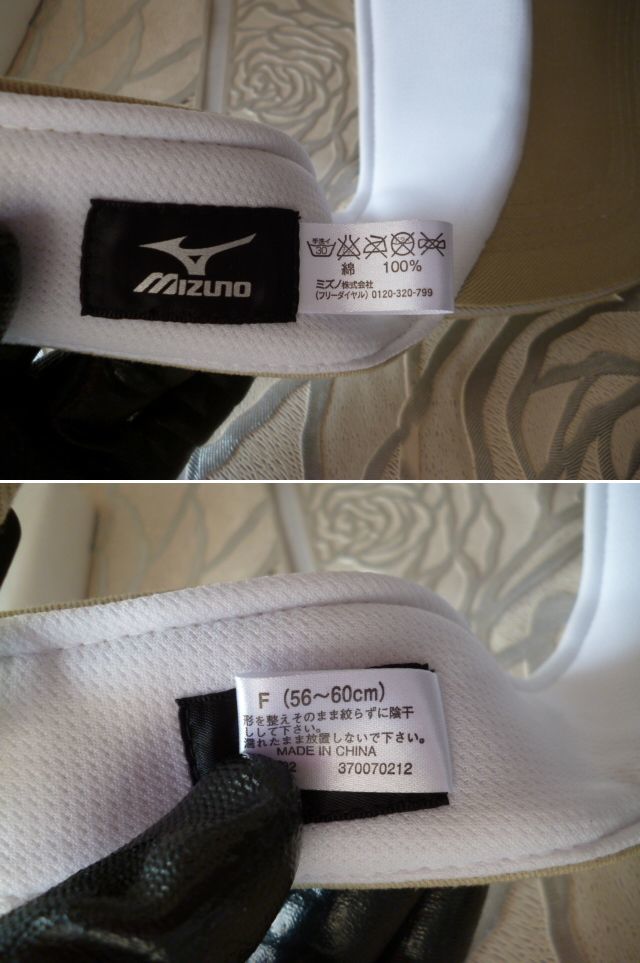 MIZUNO
手洗イ
30
綿 100%
ミズノ株式会社
(フリーダイヤル) 0120-320-799
F (56～60cm)
形を整えそのまま絞らずに陰干
しして下さい。
濡れたまま放置しないで下さい。
MADE IN CHINA
370070212